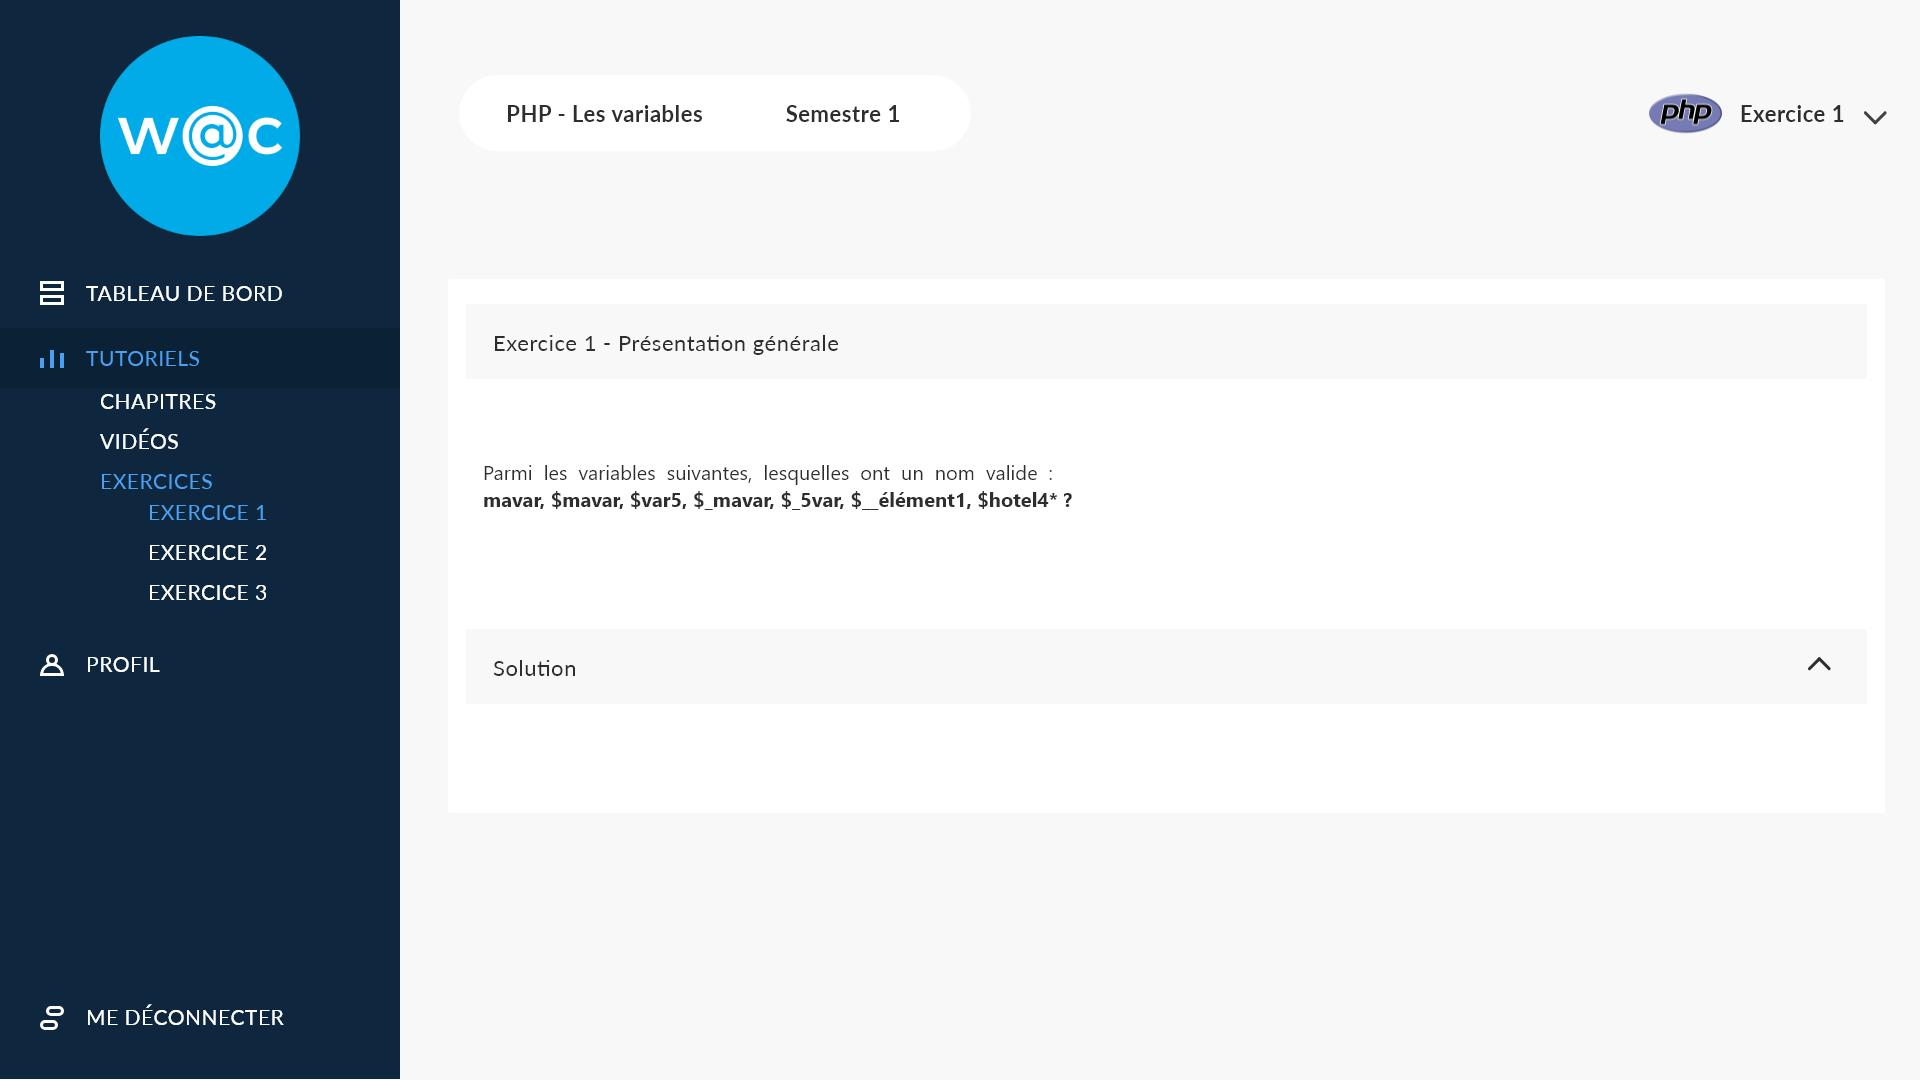 w@c
TABLEAU DE BORD
TUTORIELS
CHAPITRES
VIDÉOS
EXERCICES
EXERCICE 1
EXERCICE 2
EXERCICE 3
PROFIL
ME DÉCONNECTER
PHP - Les variables Semestre 1
php Exercice 1
Exercice 1 - Présentation générale
Parmi les variables suivantes, lesquelles ont un nom valide :
mavar, $mavar, $var5, $_mavar, $_5var, $__élément1, $hotel4* ?
Solution